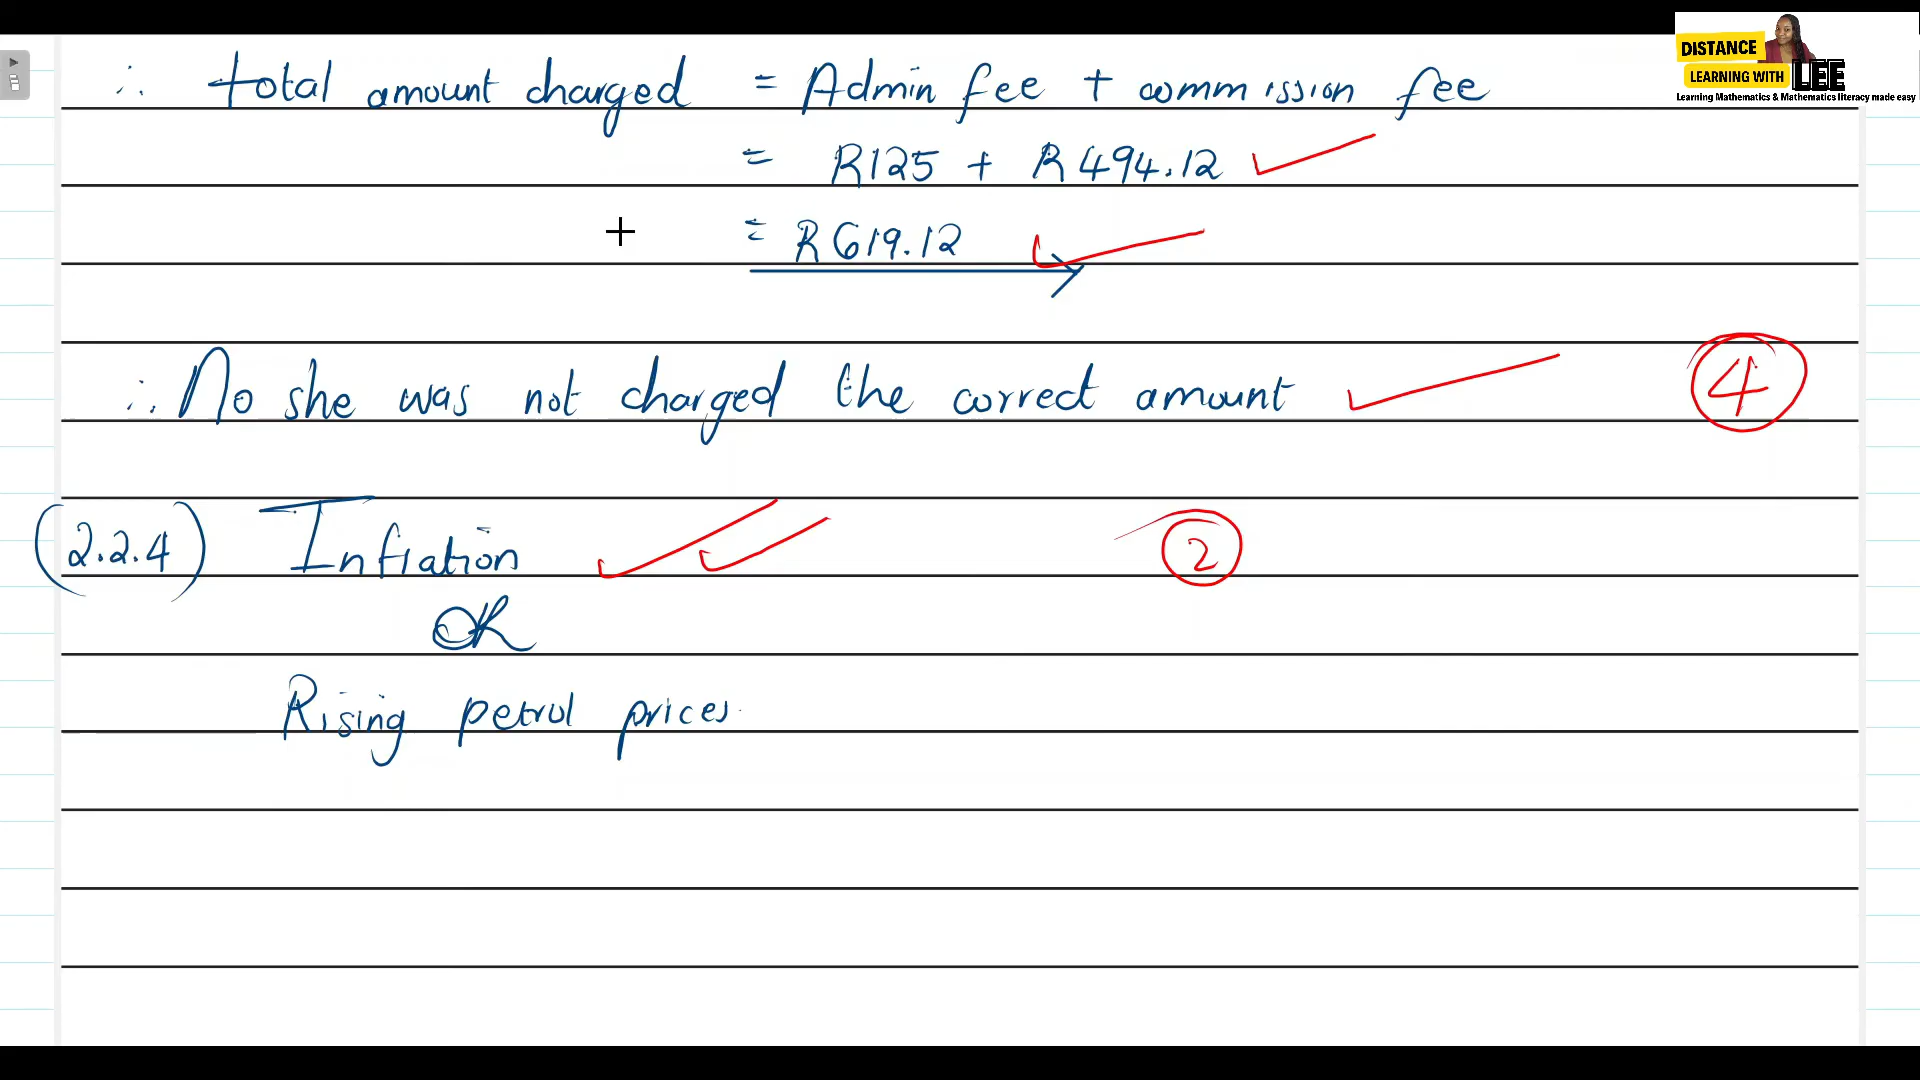 DISTANCE
LEARNING WITH LEE
Learning Mathematics & Mathematics literacy made easy
∴ total amount charged = Admin fee + commission fee
= R125 + R494.12
= R619.12
∴ No she was not charged the correct amount 4
(2.2.4) Inflation 2
OR
Rising petrol prices